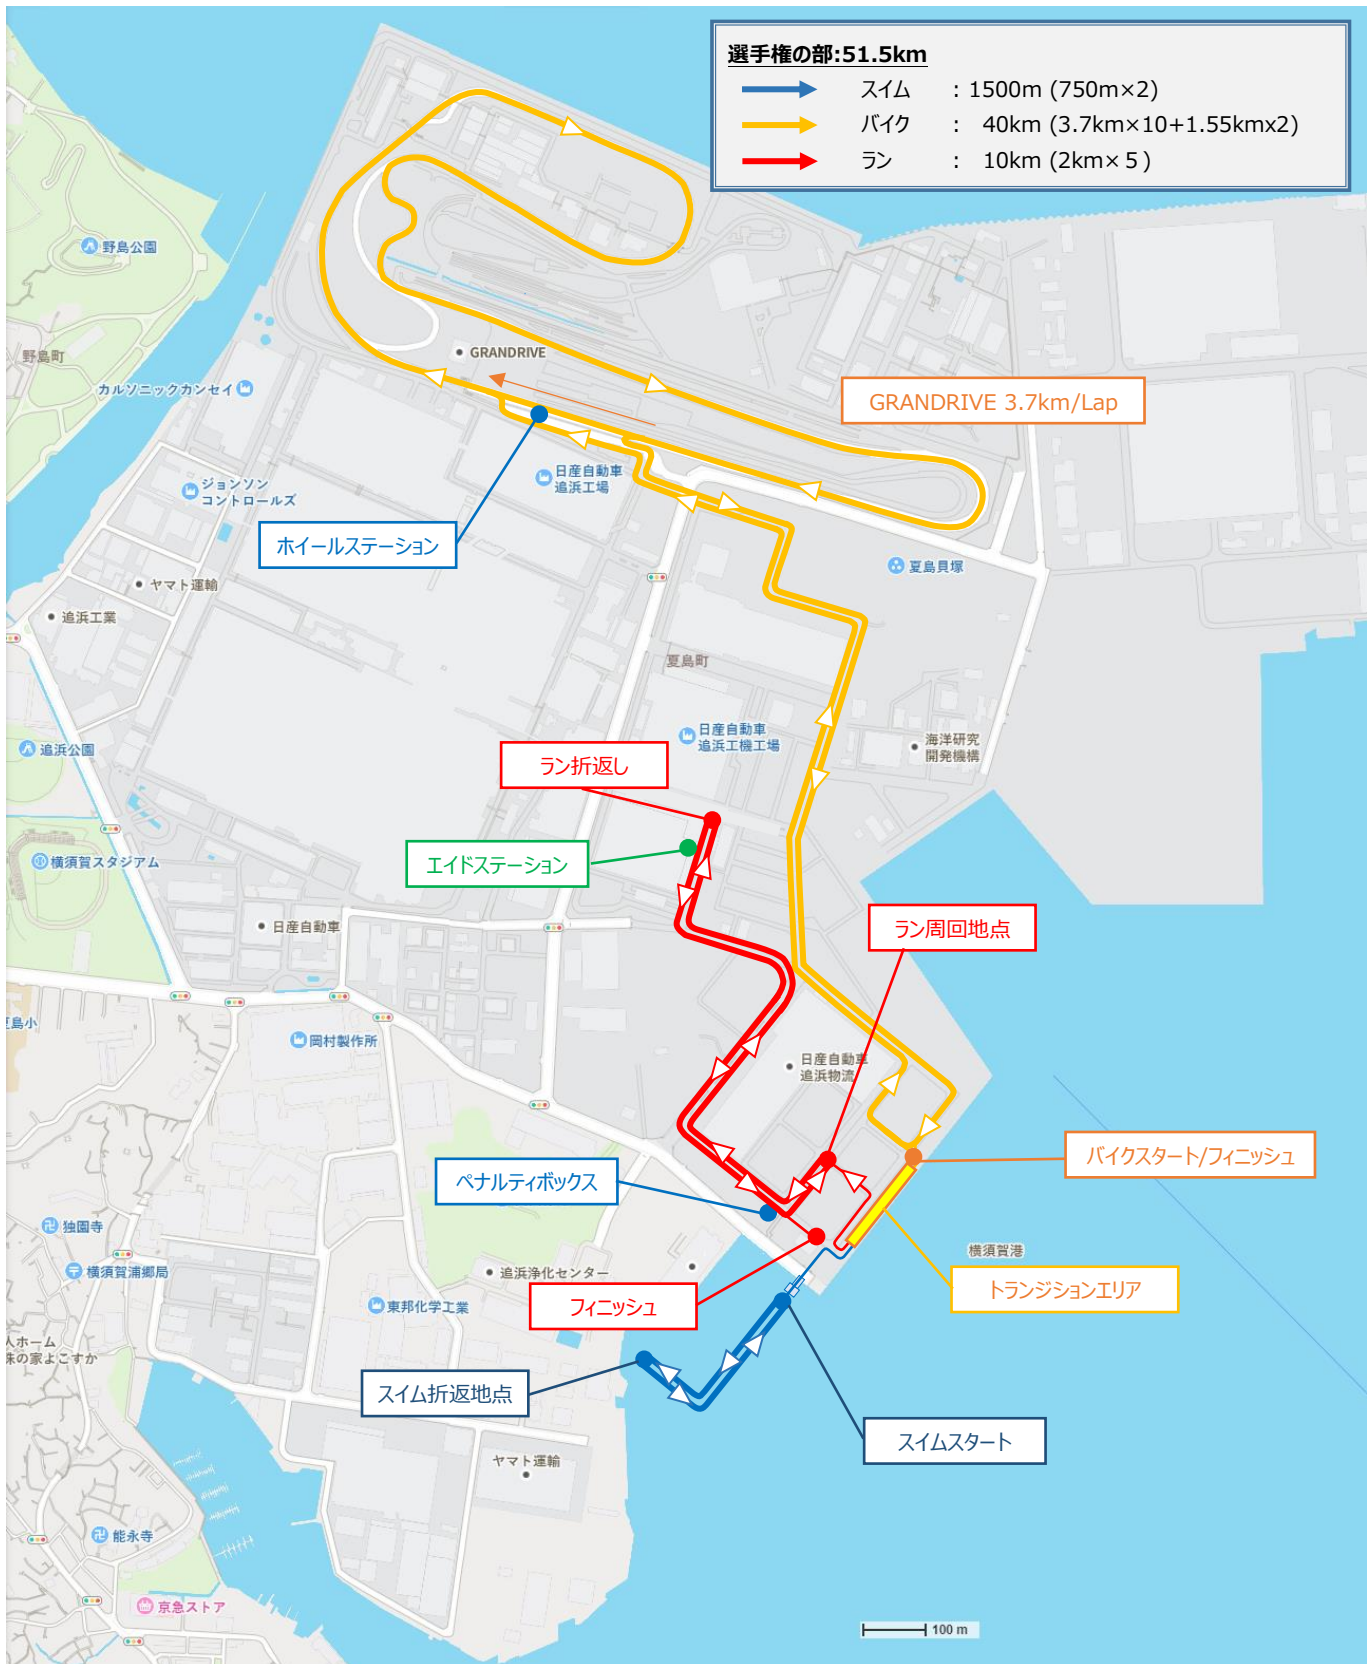 選手権の部:51.5km
スイム : 1500m (750m×2)
バイク : 40km (3.7km×10+1.55kmx2)
ラン : 10km (2km×5)
野島公園
野島町
GRANDRIVE
カルソニックカンセイ
GRANDRIVE 3.7km/Lap
日産自動車
追浜工場
ジョンソン
コントロールズ
ホイールステーション
夏島貝塚
ヤマト運輸
追浜工業
夏島町
日産自動車
追浜工機工場
海洋研究
開発機構
追浜公園
ラン折返し
エイドステーション
横須賀スタジアム
ラン周回地点
日産自動車
島小
岡村製作所
日産自動車
追浜物流
バイクスタート/フィニッシュ
ペナルティボックス
独園寺
横須賀港
横須賀浦郷局
追浜浄化センター
トランジションエリア
東邦化学工業
フィニッシュ
人ホーム
珠の家よこすか
スイム折返地点
スイムスタート
ヤマト運輸
能永寺
京急ストア
100 m